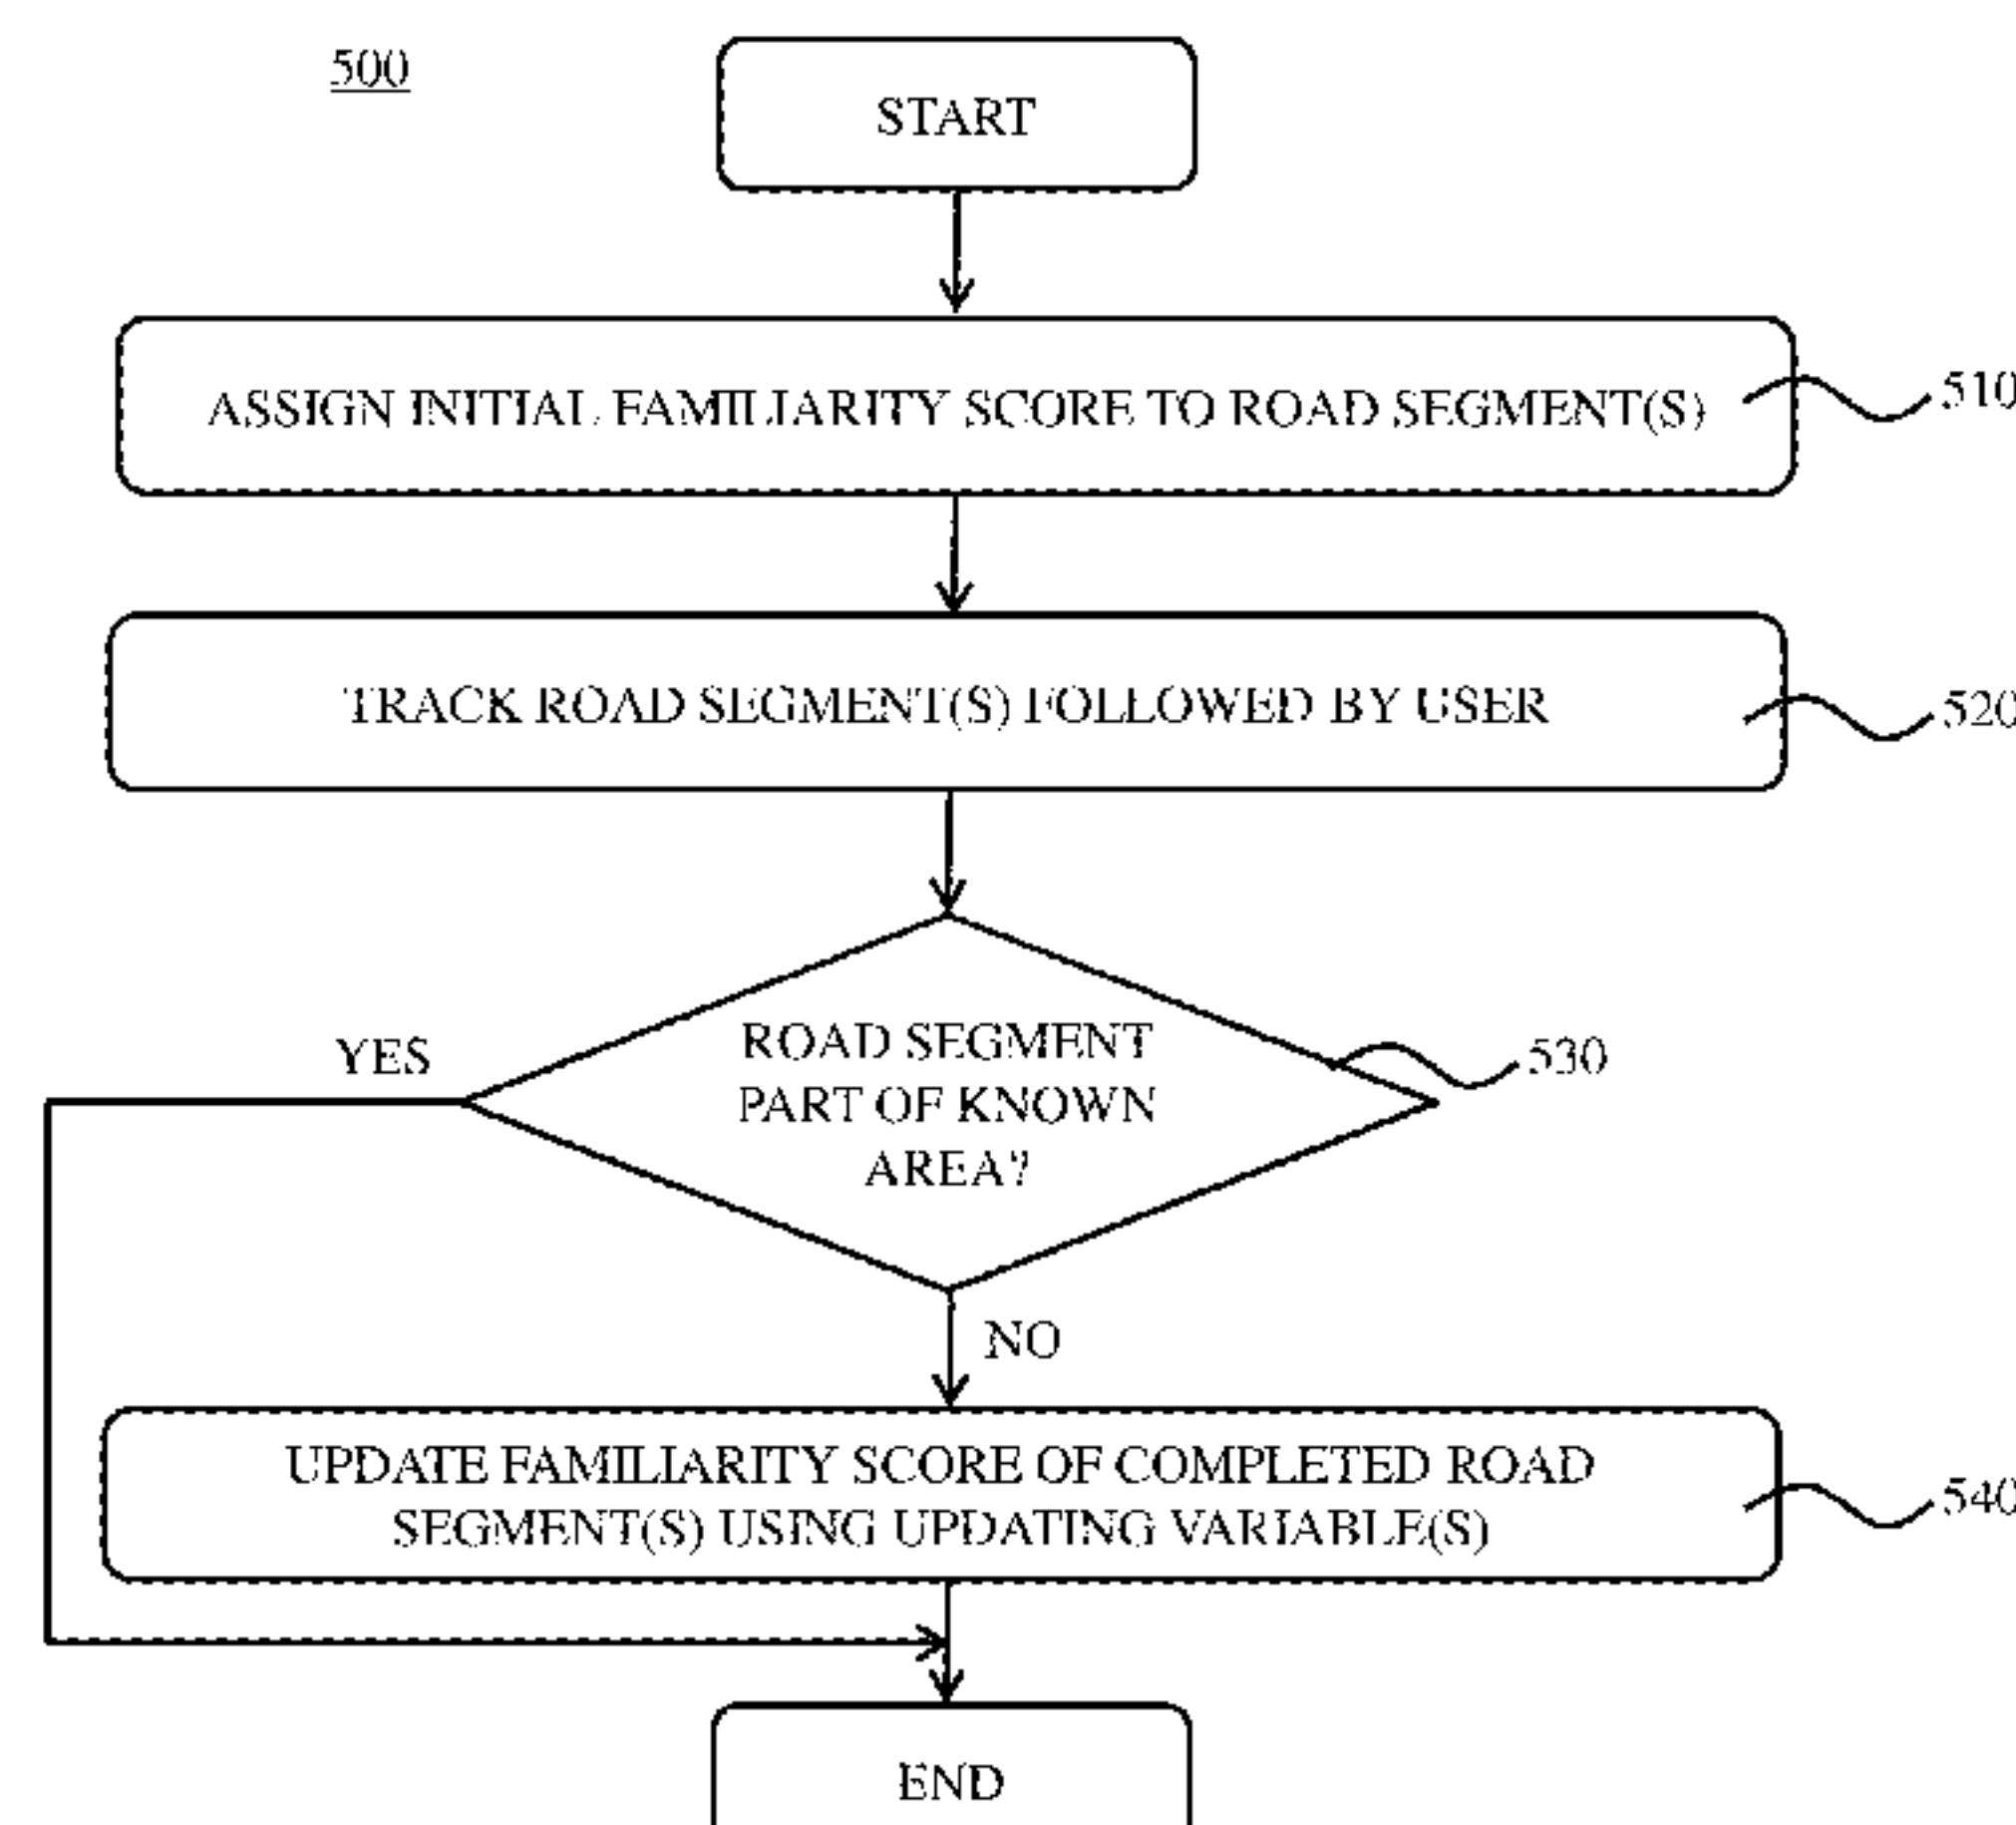 500
START
ASSIGN INITIAL FAMILIARITY SCORE TO ROAD SEGMENT(S)
510
TRACK ROAD SEGMENT(S) FOLLOWED BY USER
520
YES
ROAD SEGMENT
PART OF KNOWN
AREA?
530
NO
UPDATE FAMILIARITY SCORE OF COMPLETED ROAD
SEGMENT(S) USING UPDATING VARIABLE(S)
540
END